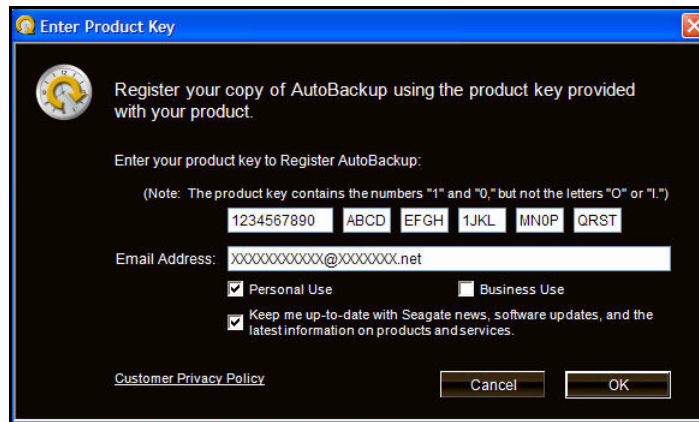 Enter Product Key
Register your copy of AutoBackup using the product key provided
with your product.
Enter your product key to Register AutoBackup:
(Note: The product key contains the numbers "1" and "0," but not the letters "O" or "I.")
1234567890 ABCD EFGH 1JKL MN0P QRST
Email Address: XXXXXXXXXXX@XXXXXXX.net
Personal Use Business Use
Keep me up-to-date with Seagate news, software updates, and the
latest information on products and services.
Customer Privacy Policy Cancel OK